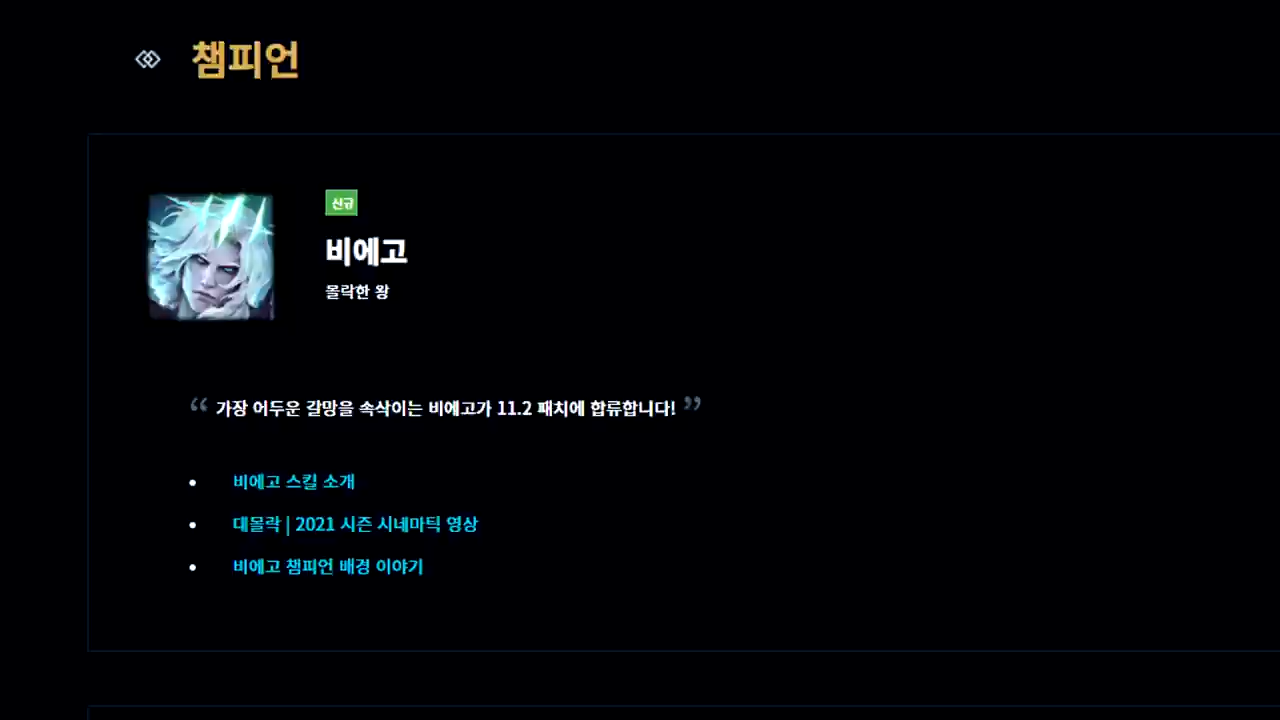 챔피언
신규
비에고
몰락한 왕
“ 가장 어두운 갈망을 속삭이는 비에고가 11.2 패치에 합류합니다! ”
• 비에고 스킬 소개
• 대몰락 | 2021 시즌 시네마틱 영상
• 비에고 챔피언 배경 이야기